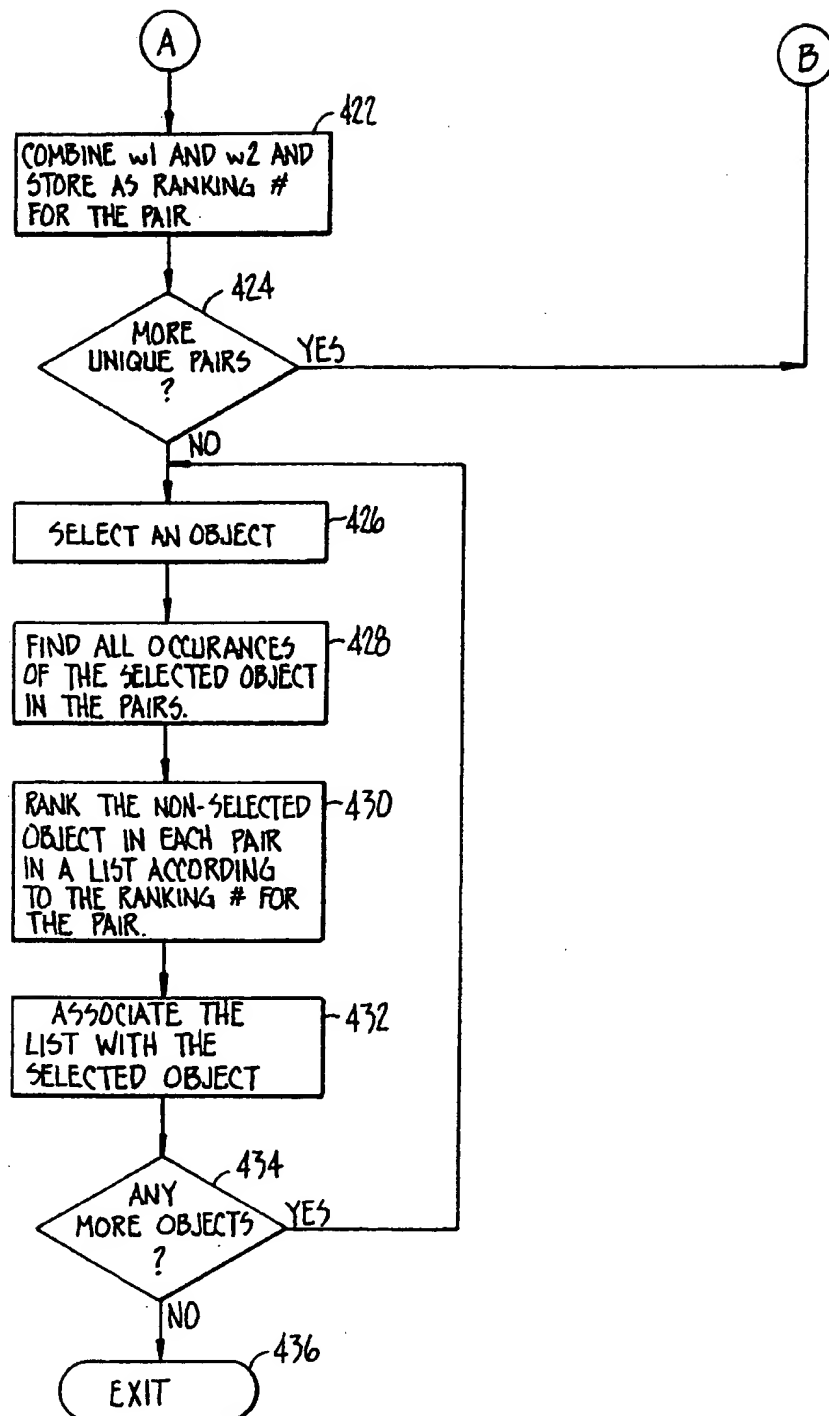 A
B
422
COMBINE w1 AND w2 AND
STORE AS RANKING #
FOR THE PAIR
424
MORE
UNIQUE PAIRS
?
YES
NO
SELECT AN OBJECT
426
FIND ALL OCCURANCES
OF THE SELECTED OBJECT
IN THE PAIRS.
428
RANK THE NON-SELECTED
OBJECT IN EACH PAIR
IN A LIST ACCORDING
TO THE RANKING # FOR
THE PAIR.
430
ASSOCIATE THE
LIST WITH THE
SELECTED OBJECT
432
434
ANY
MORE OBJECTS
?
YES
NO
436
EXIT